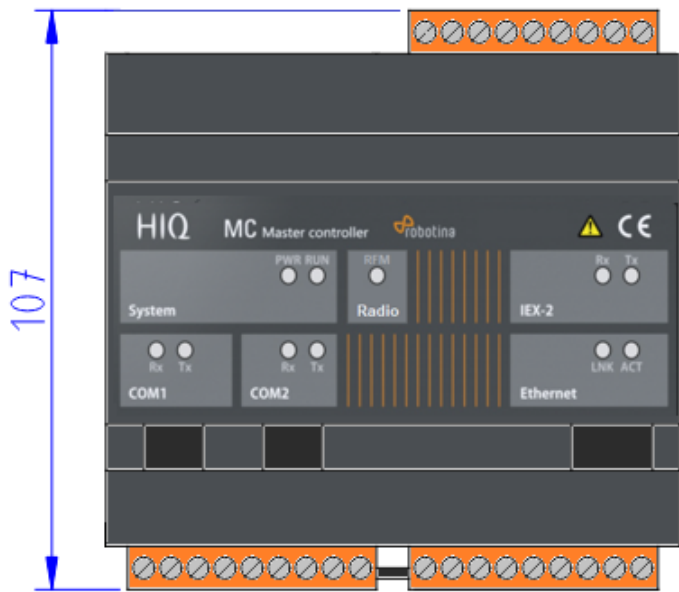 107
HIQ MC Master controller robotina CE
PWR RUN RFM Rx Tx
System Radio IEX-2
Rx Tx Rx Tx LNK ACT
COM1 COM2 Ethernet